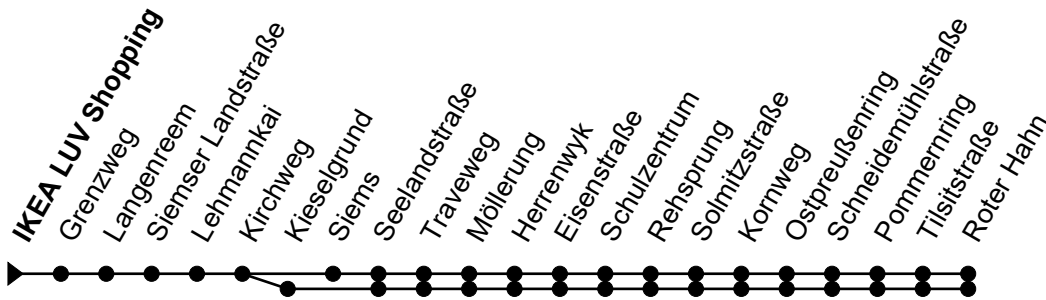 IKEA LUV Shopping
Grenzweg
Langenreem
Siemser Landstraße
Lehmannkai
Kirchweg
Kieselgrund
Siems
Seelandstraße
Traveweg
Möllerung
Herrenwyk
Eisenstraße
Schulzentrum
Rehsprung
Solmitzstraße
Kornweg
Ostpreußenring
Schneidemühlstraße
Pommernring
Tilsitstraße
Roter Hahn